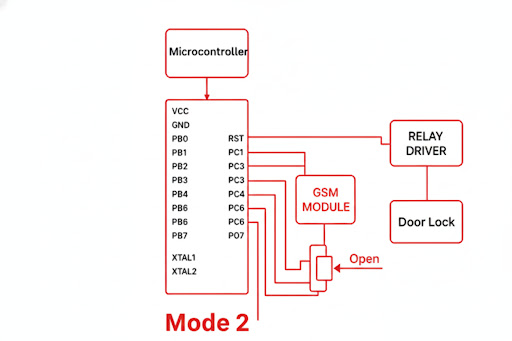 Microcontroller
VCC
GND
PB0 RST
PB1 PC1
PB2 PC3
PB3 PC3
PB4 PC4
PB6 PC6
PB6 PC6
PB7 PO7
XTAL1
XTAL2
RELAY
DRIVER
GSM
MODULE
Door Lock
Open
Mode 2